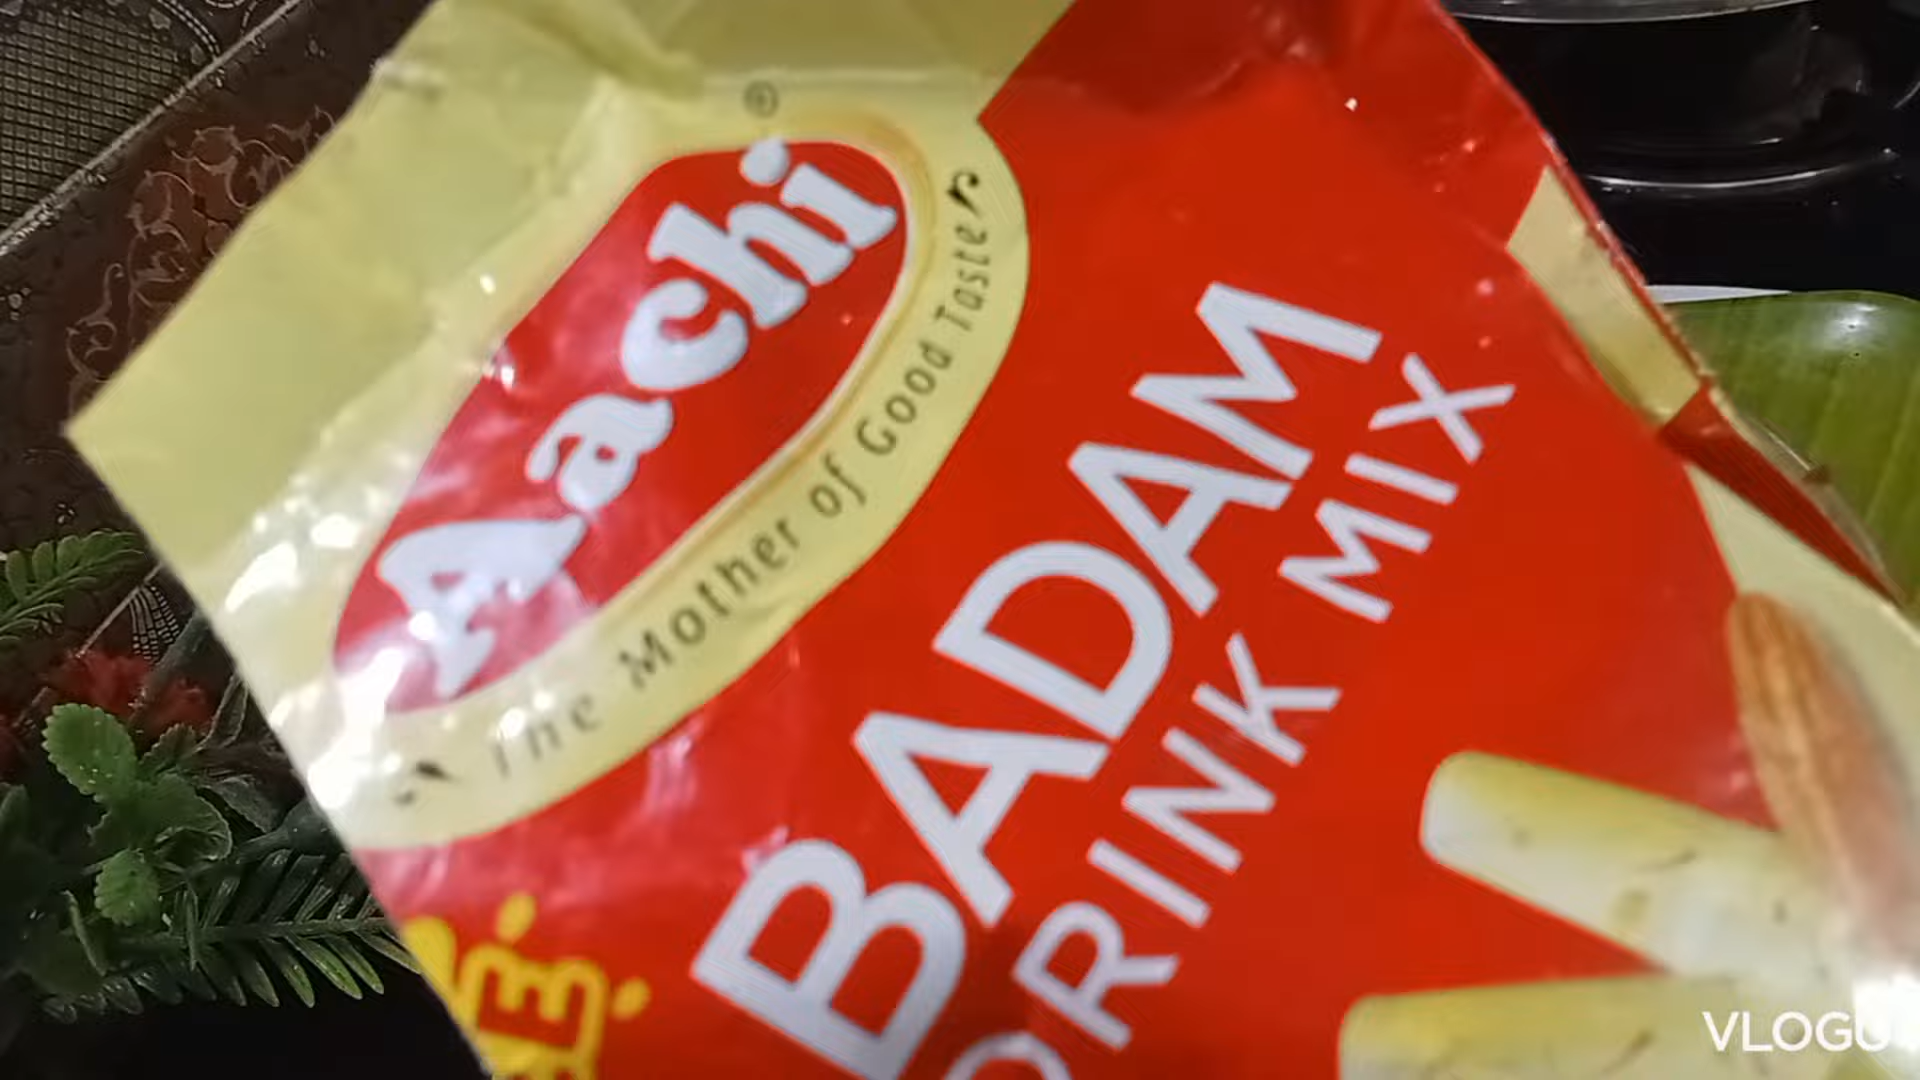 Aachi
®
The Mother of Good Taste
BADAM
DRINK MIX
VLOGU